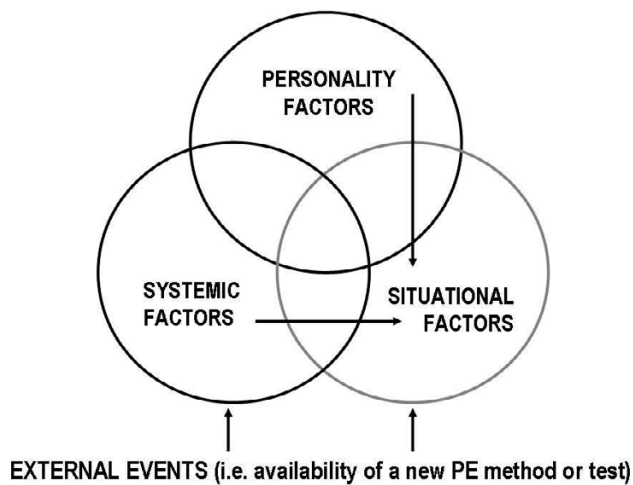 PERSONALITY
FACTORS
SYSTEMIC
FACTORS
SITUATIONAL
FACTORS
EXTERNAL EVENTS (i.e. availability of a new PE method or test)